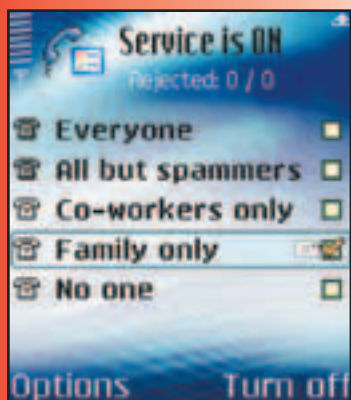 Service is ON
Rejected: 0 / 0
Everyone
All but spammers
Co-workers only
Family only
No one
Options Turn off